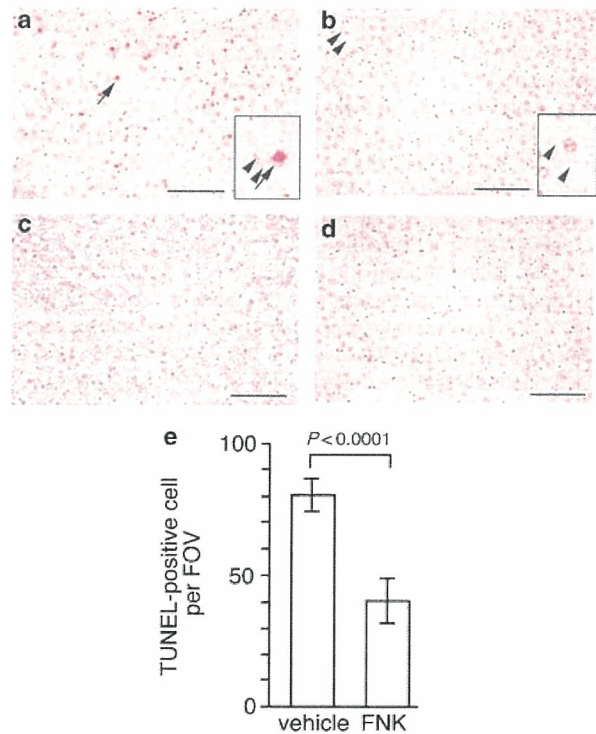 a
b
c
d
e
P<0.0001
100
50
0
TUNEL-positive cell
per FOV
vehicle FNK